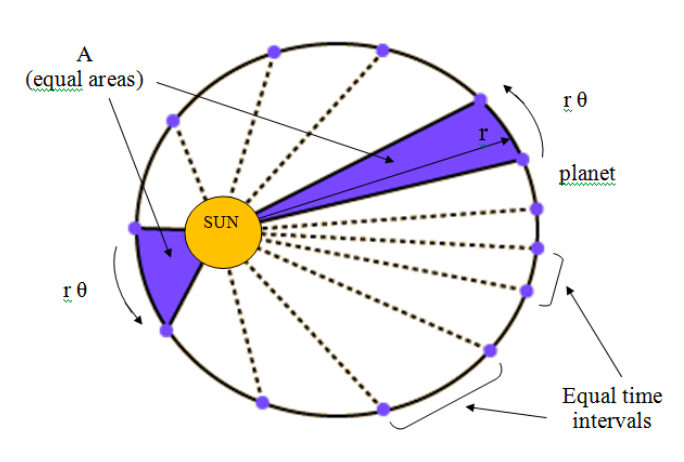 A
(equal areas)
r θ
r
planet
SUN
r θ
Equal time
intervals